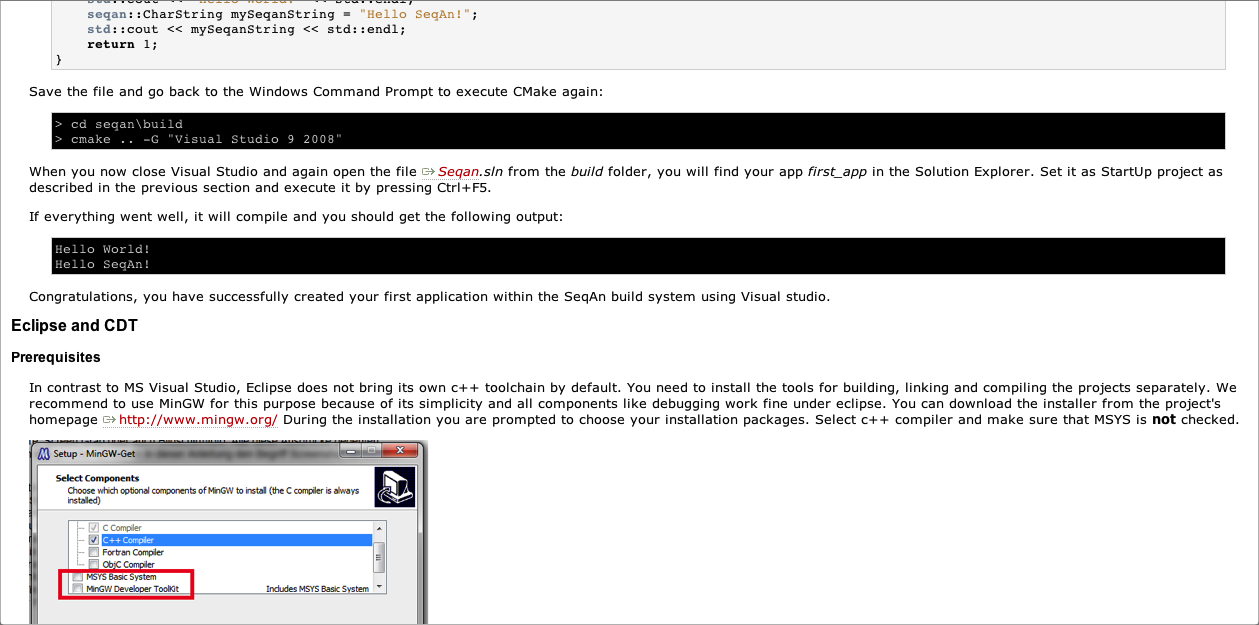 std::cout << "Hello World!" << std::endl;
seqan::CharString mySeqanString = "Hello SeqAn!";
std::cout << mySeqanString << std::endl;
return 1;
}
Save the file and go back to the Windows Command Prompt to execute CMake again:
> cd seqan\build
> cmake .. -G "Visual Studio 9 2008"
When you now close Visual Studio and again open the file Seqan.sln from the build folder, you will find your app first_app in the Solution Explorer. Set it as StartUp project as
described in the previous section and execute it by pressing Ctrl+F5.
If everything went well, it will compile and you should get the following output:
Hello World!
Hello SeqAn!
Congratulations, you have successfully created your first application within the SeqAn build system using Visual studio.
Eclipse and CDT
Prerequisites
In contrast to MS Visual Studio, Eclipse does not bring its own c++ toolchain by default. You need to install the tools for building, linking and compiling the projects separately. We
recommend to use MinGW for this purpose because of its simplicity and all components like debugging work fine under eclipse. You can download the installer from the project's
homepage http://www.mingw.org/ During the installation you are prompted to choose your installation packages. Select c++ compiler and make sure that MSYS is not checked.
Setup - MinGW-Get
Select Components
Choose which optional components of MinGW to install (the C compiler is always
installed)
C Compiler
C++ Compiler
Fortran Compiler
ObjC Compiler
MSYS Basic System
MinGW Developer ToolKit Includes MSYS Basic System